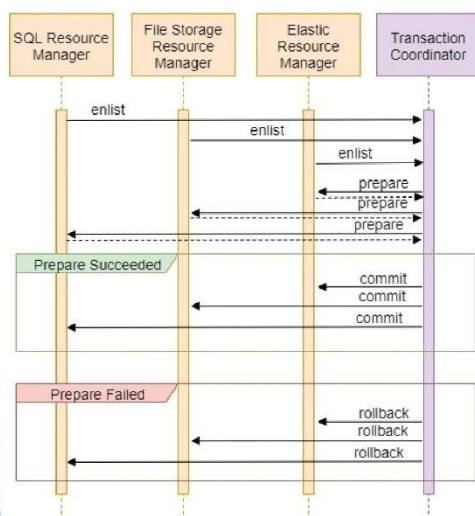 SQL Resource
Manager
File Storage
Resource
Manager
Elastic
Resource
Manager
Transaction
Coordinator
enlist
enlist
enlist
prepare
prepare
prepare
Prepare Succeeded
commit
commit
commit
Prepare Failed
rollback
rollback
rollback